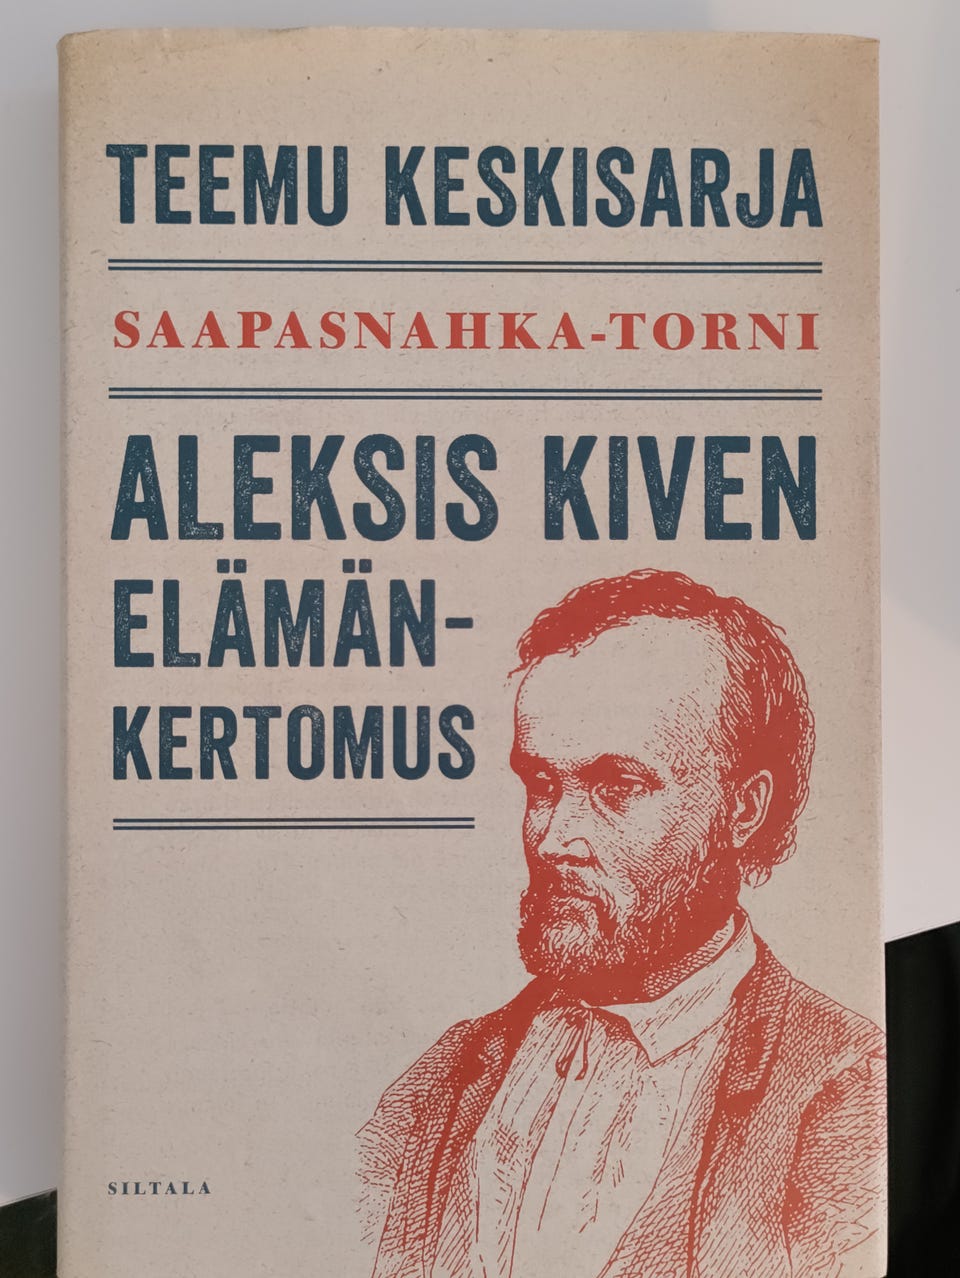 TEEMU KESKISARJA
SAAPASNAHKA-TORNI
ALEKSIS KIVEN
ELÄMÄN-
KERTOMUS
SILTALA